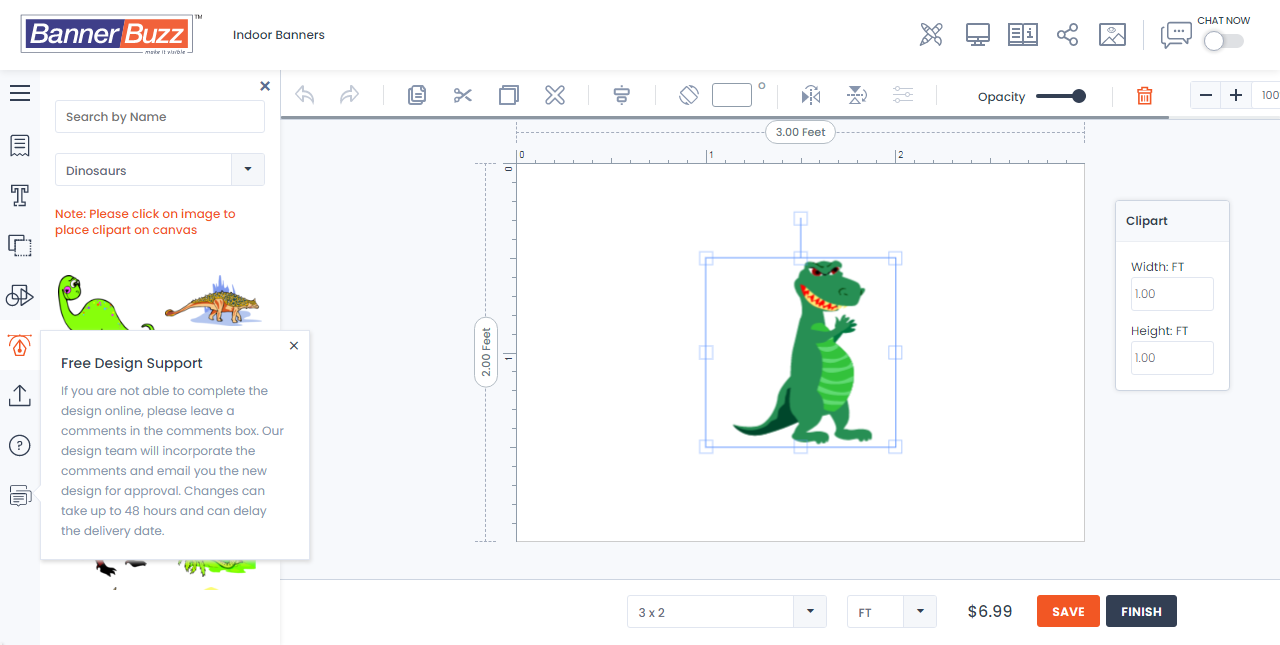 BannerBuzz
TM
make it visible
Indoor Banners
CHAT NOW
Search by Name
Dinosaurs
Note: Please click on image to
place clipart on canvas
Free Design Support
If you are not able to complete the
design online, please leave a
comments in the comments box. Our
design team will incorporate the
comments and email you the new
design for approval. Changes can
take up to 48 hours and can delay
the delivery date.
Opacity
100
3.00 Feet
0
1
2
0
1
2.00 Feet
Clipart
Width: FT
1.00
Height: FT
1.00
3 x 2
FT
$6.99
SAVE
FINISH